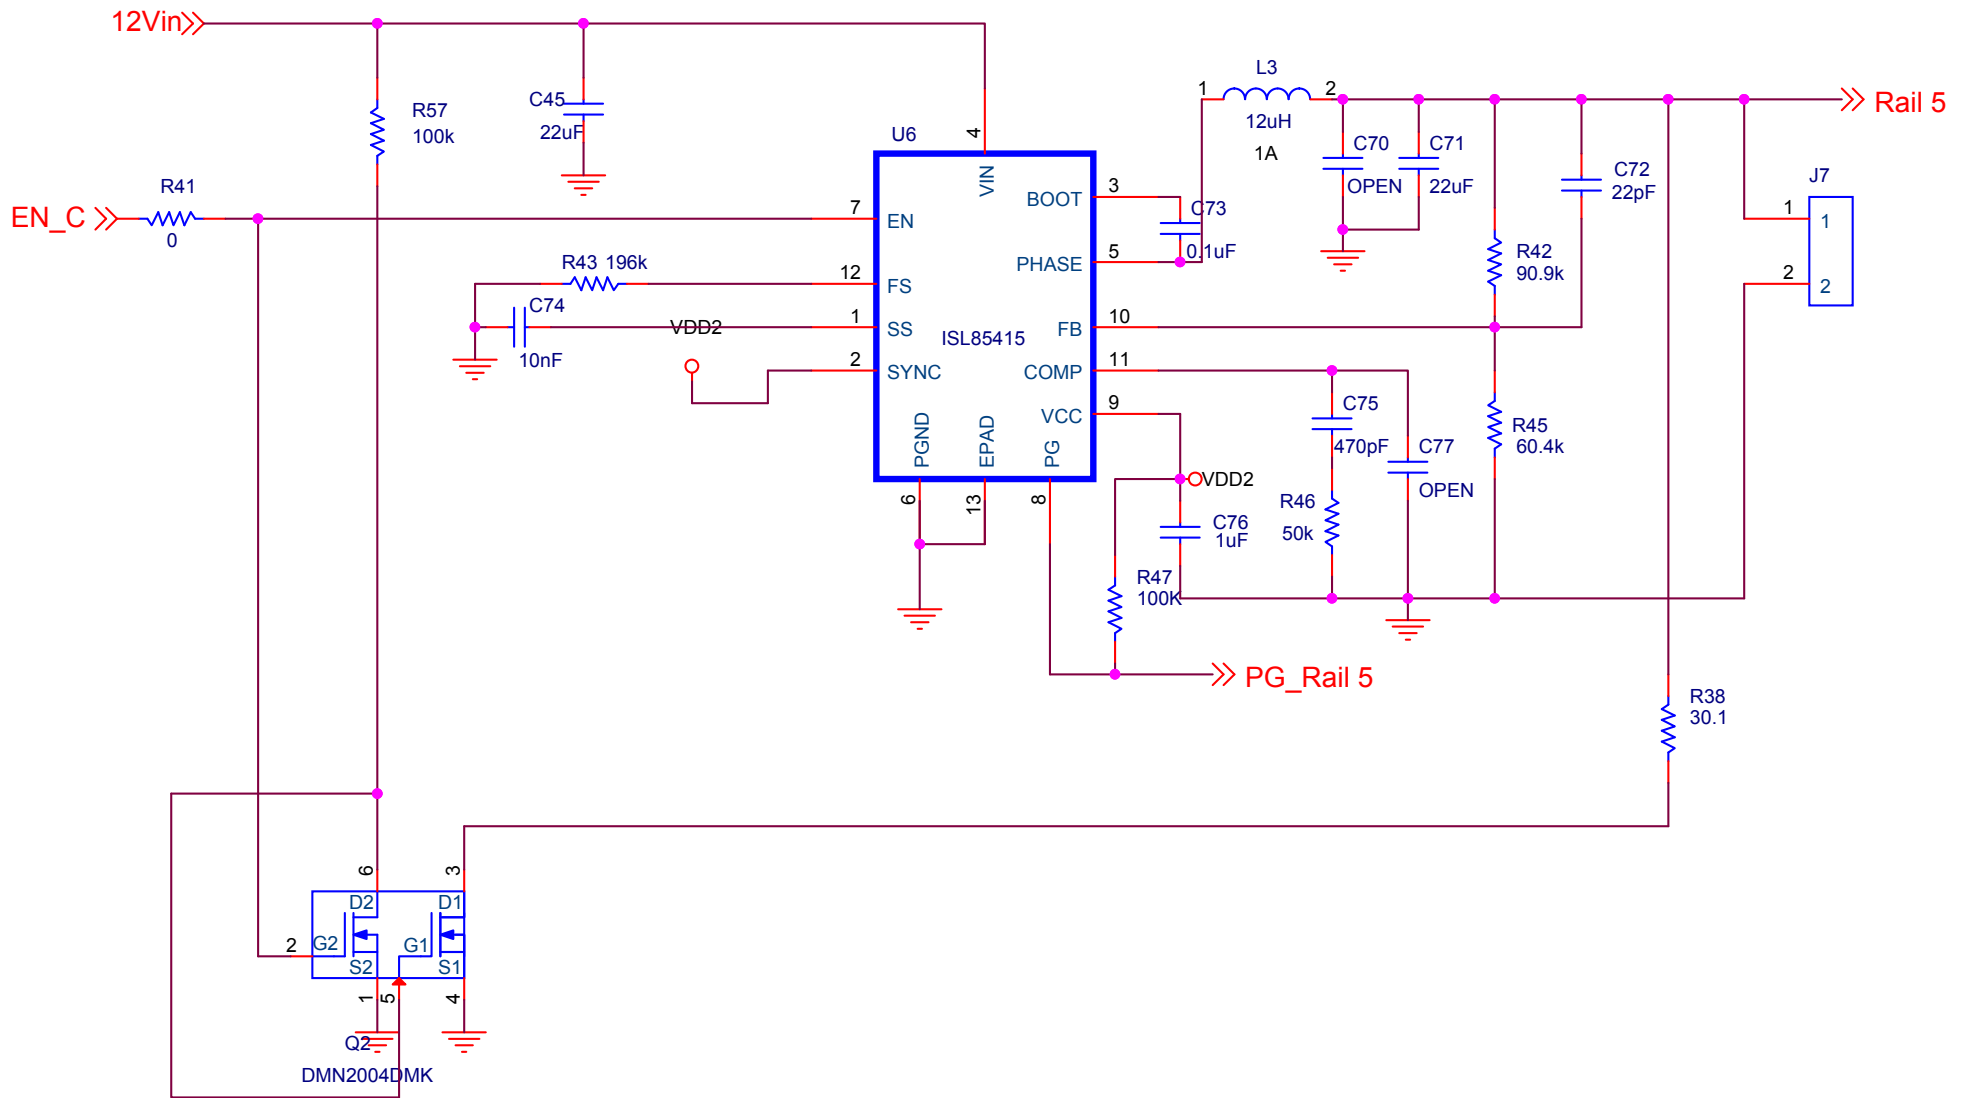 12Vin
R57
100k
C45
22uF
L3
1
2
12uH
1A
Rail 5
U6
4
VIN
C70
OPEN
C71
22uF
C72
22pF
J7
R41
0
EN_C
7
EN
BOOT
3
C73
0.1uF
1
1
R43 196k
12
FS
PHASE
5
R42
90.9k
2
2
C74
10nF
VDD2
1
SS
ISL85415
FB
10
2
SYNC
COMP
11
C75
470pF
C77
OPEN
R45
60.4k
VCC
9
PGND
EPAD
PG
6
13
8
VDD2
R46
50k
C76
1uF
R47
100K
PG_Rail 5
R38
30.1
6
3
D2
D1
2
G2
G1
S2
S1
1
5
4
Q2
DMN2004DMK